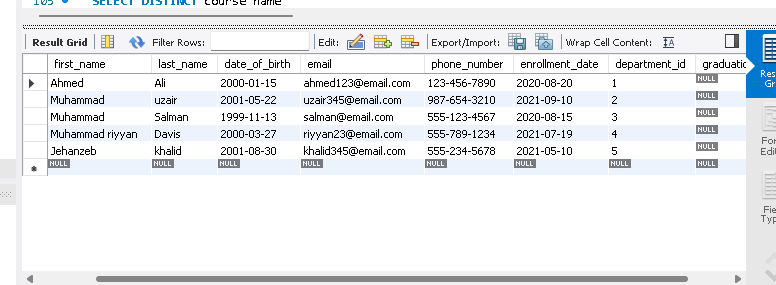 105 SELECT DISTINCT course_name
Result Grid Filter Rows: Edit: Export/Import: Wrap Cell Content:
first_name last_name date_of_birth email phone_number enrollment_date department_id graduatio
Ahmed Ali 2000-01-15 ahmed123@email.com 123-456-7890 2020-08-20 1 NULL
Muhammad uzair 2001-05-22 uzair345@email.com 987-654-3210 2021-09-10 2 NULL
Muhammad Salman 1999-11-13 salman@email.com 555-123-4567 2020-08-15 3 NULL
Muhammad riyyan Davis 2000-03-27 riyyan23@email.com 555-789-1234 2021-07-19 4 NULL
Jehanzeb khalid 2001-08-30 khalid345@email.com 555-234-5678 2021-05-10 5 NULL
NULL NULL NULL NULL NULL NULL NULL NULL
Res
Gr
For
Edi
Fie
Typ